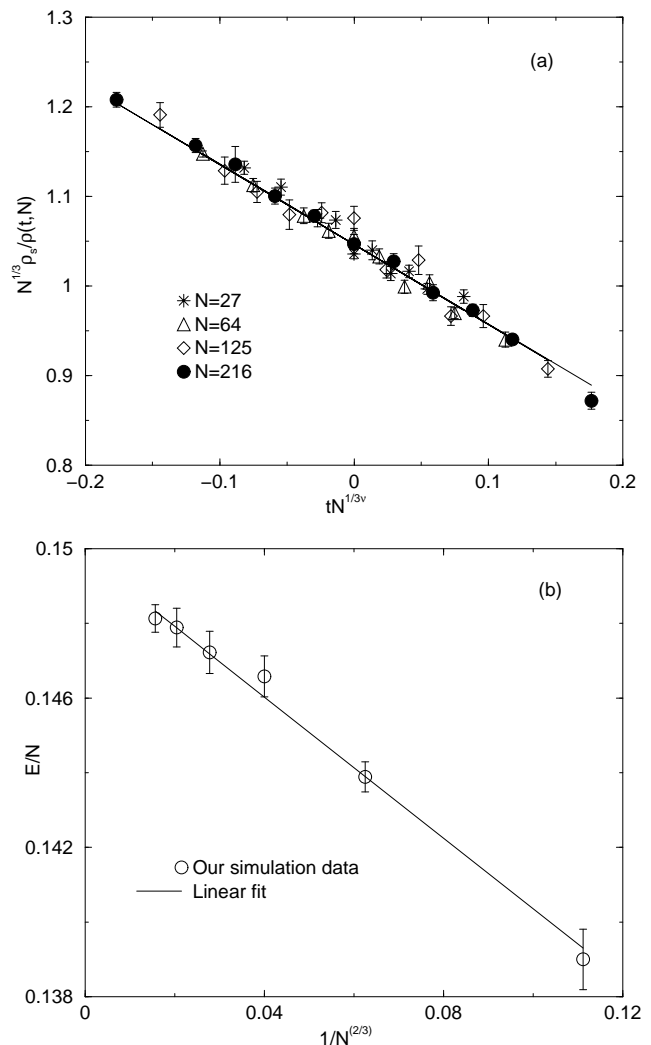 (a)
1.3
1.2
1.1
1
0.9
0.8
N^{1/3}ρ_s/ρ(t,N)
N=27
N=64
N=125
N=216
−0.2 −0.1 0 0.1 0.2
tN^{1/3ν}
(b)
0.15
0.146
0.142
0.138
E/N
Our simulation data
Linear fit
0 0.04 0.08 0.12
1/N^{(2/3)}